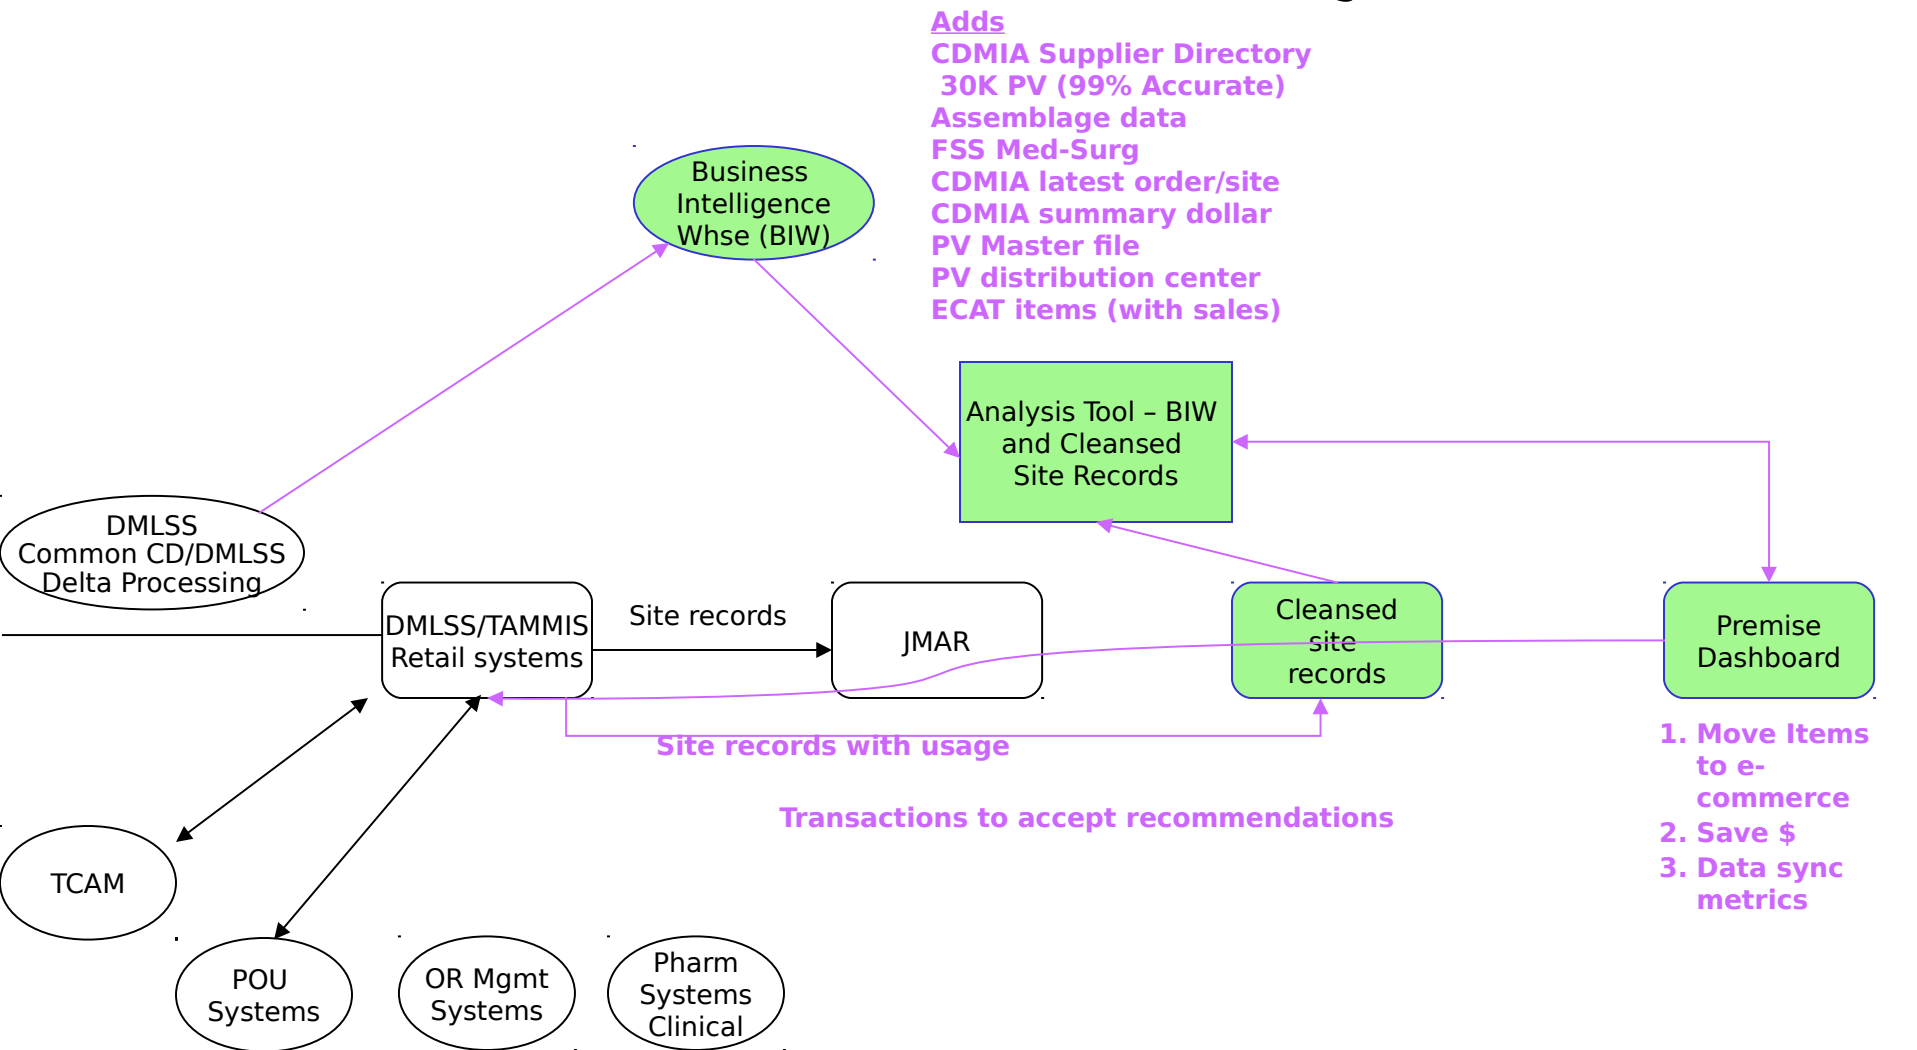 Adds
CDMIA Supplier Directory
30K PV (99% Accurate)
Assemblage data
FSS Med-Surg
CDMIA latest order/site
CDMIA summary dollar
PV Master file
PV distribution center
ECAT items (with sales)
Business
Intelligence
Whse (BIW)
Analysis Tool – BIW
and Cleansed
Site Records
DMLSS
Common CD/DMLSS
Delta Processing
DMLSS/TAMMIS
Retail systems
Site records
JMAR
Cleansed
site
records
Premise
Dashboard
Site records with usage
Transactions to accept recommendations
1. Move Items
to e-
commerce
2. Save $
3. Data sync
metrics
TCAM
POU
Systems
OR Mgmt
Systems
Pharm
Systems
Clinical